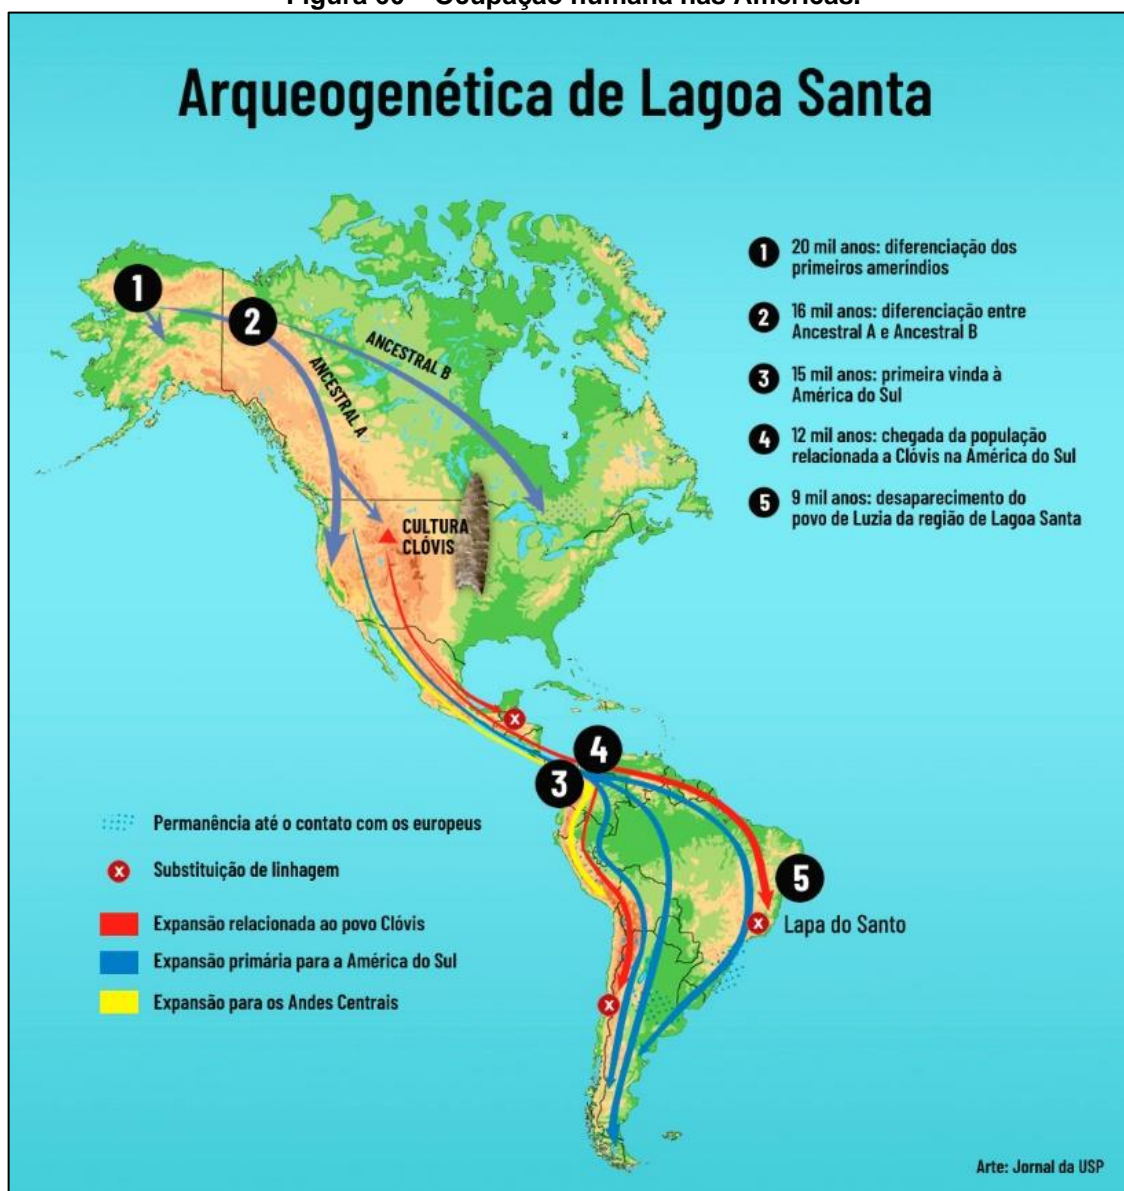 Figura 60 – Ocupação humana nas Américas.
Arqueogenética de Lagoa Santa
1 20 mil anos: diferenciação dos
primeiros ameríndios
2 16 mil anos: diferenciação entre
Ancestral A e Ancestral B
3 15 mil anos: primeira vinda à
América do Sul
4 12 mil anos: chegada da população
relacionada a Clóvis na América do Sul
5 9 mil anos: desaparecimento do
povo de Luzia da região de Lagoa Santa
1
2
ANCESTRAL B
ANCESTRAL A
CULTURA
CLÓVIS
x
4
3
5
x Lapa do Santo
x
Permanência até o contato com os europeus
x Substituição de linhagem
Expansão relacionada ao povo Clóvis
Expansão primária para a América do Sul
Expansão para os Andes Centrais
Arte: Jornal da USP